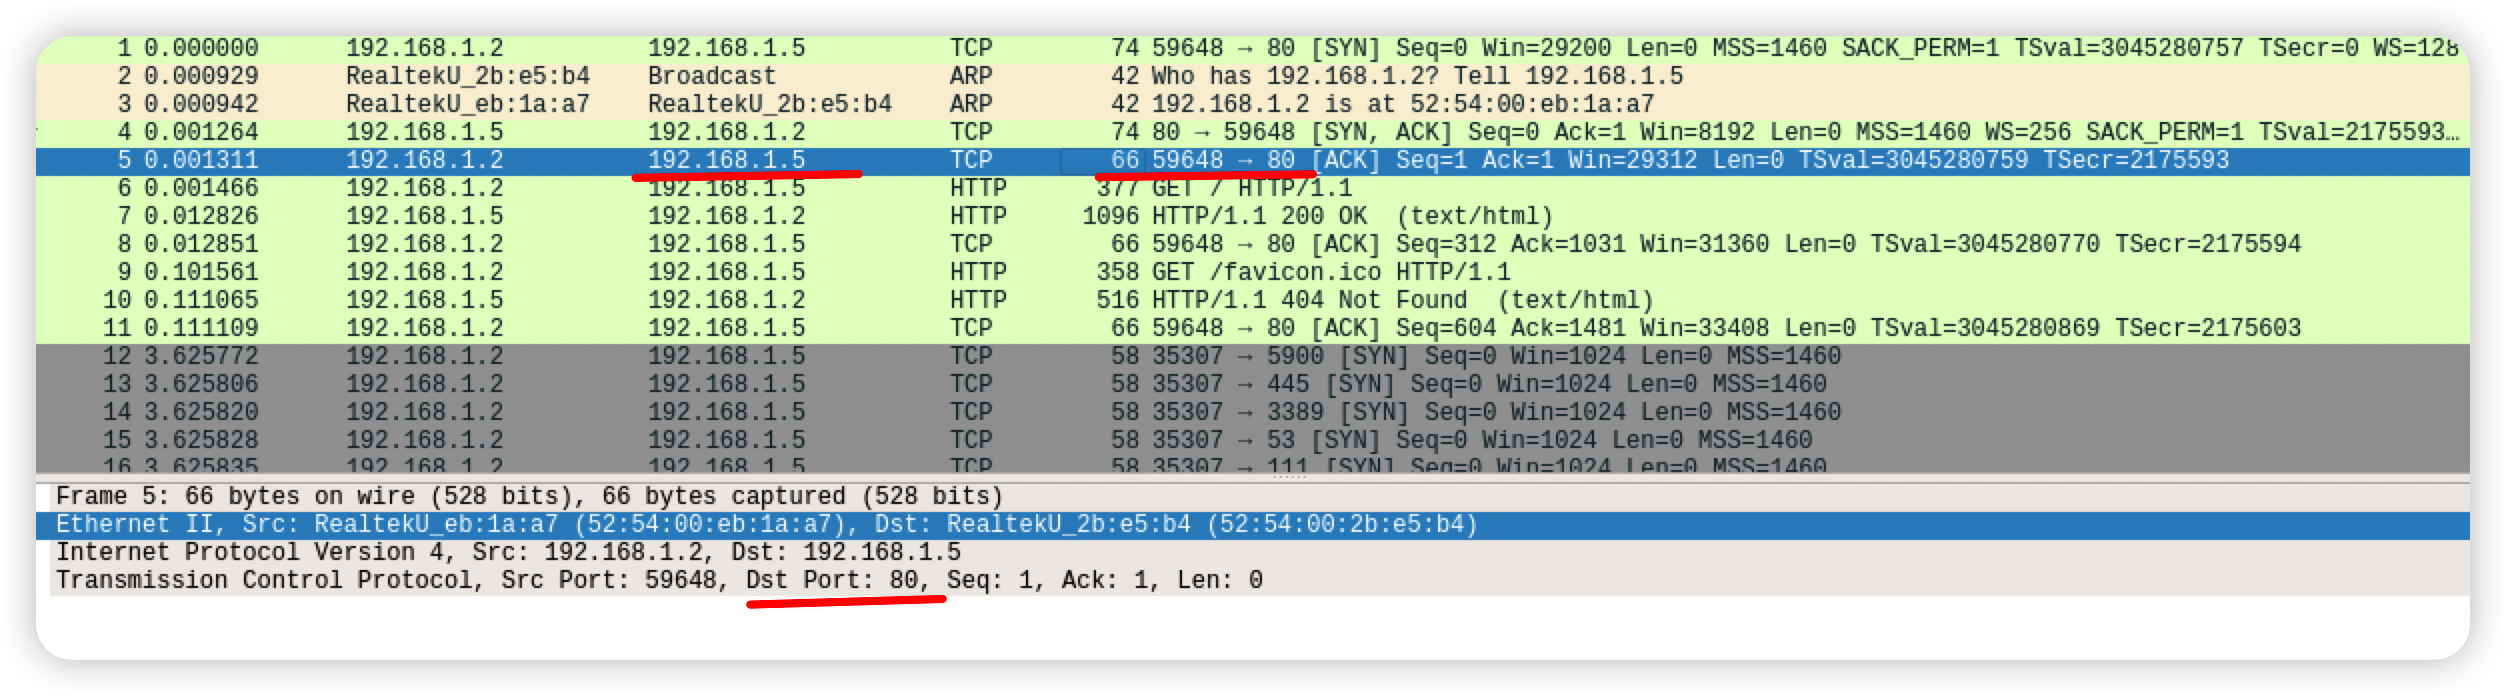 1 0.000000 192.168.1.2 192.168.1.5 TCP 74 59648 → 80 [SYN] Seq=0 Win=29200 Len=0 MSS=1460 SACK_PERM=1 TSval=3045280757 TSecr=0 WS=128
2 0.000929 RealtekU_2b:e5:b4 Broadcast ARP 42 Who has 192.168.1.2? Tell 192.168.1.5
3 0.000942 RealtekU_eb:1a:a7 RealtekU_2b:e5:b4 ARP 42 192.168.1.2 is at 52:54:00:eb:1a:a7
4 0.001264 192.168.1.5 192.168.1.2 TCP 74 80 → 59648 [SYN, ACK] Seq=0 Ack=1 Win=8192 Len=0 MSS=1460 WS=256 SACK_PERM=1 TSval=2175593…
5 0.001311 192.168.1.2 192.168.1.5 TCP 66 59648 → 80 [ACK] Seq=1 Ack=1 Win=29312 Len=0 TSval=3045280759 TSecr=2175593
6 0.001466 192.168.1.2 192.168.1.5 HTTP 377 GET / HTTP/1.1
7 0.012826 192.168.1.5 192.168.1.2 HTTP 1096 HTTP/1.1 200 OK (text/html)
8 0.012851 192.168.1.2 192.168.1.5 TCP 66 59648 → 80 [ACK] Seq=312 Ack=1031 Win=31360 Len=0 TSval=3045280770 TSecr=2175594
9 0.101561 192.168.1.2 192.168.1.5 HTTP 358 GET /favicon.ico HTTP/1.1
10 0.111065 192.168.1.5 192.168.1.2 HTTP 516 HTTP/1.1 404 Not Found (text/html)
11 0.111109 192.168.1.2 192.168.1.5 TCP 66 59648 → 80 [ACK] Seq=604 Ack=1481 Win=33408 Len=0 TSval=3045280869 TSecr=2175603
12 3.625772 192.168.1.2 192.168.1.5 TCP 58 35307 → 5900 [SYN] Seq=0 Win=1024 Len=0 MSS=1460
13 3.625806 192.168.1.2 192.168.1.5 TCP 58 35307 → 445 [SYN] Seq=0 Win=1024 Len=0 MSS=1460
14 3.625820 192.168.1.2 192.168.1.5 TCP 58 35307 → 3389 [SYN] Seq=0 Win=1024 Len=0 MSS=1460
15 3.625828 192.168.1.2 192.168.1.5 TCP 58 35307 → 53 [SYN] Seq=0 Win=1024 Len=0 MSS=1460
16 3.625835 192.168.1.2 192.168.1.5 TCP 58 35307 → 111 [SYN] Seq=0 Win=1024 Len=0 MSS=1460
Frame 5: 66 bytes on wire (528 bits), 66 bytes captured (528 bits)
Ethernet II, Src: RealtekU_eb:1a:a7 (52:54:00:eb:1a:a7), Dst: RealtekU_2b:e5:b4 (52:54:00:2b:e5:b4)
Internet Protocol Version 4, Src: 192.168.1.2, Dst: 192.168.1.5
Transmission Control Protocol, Src Port: 59648, Dst Port: 80, Seq: 1, Ack: 1, Len: 0